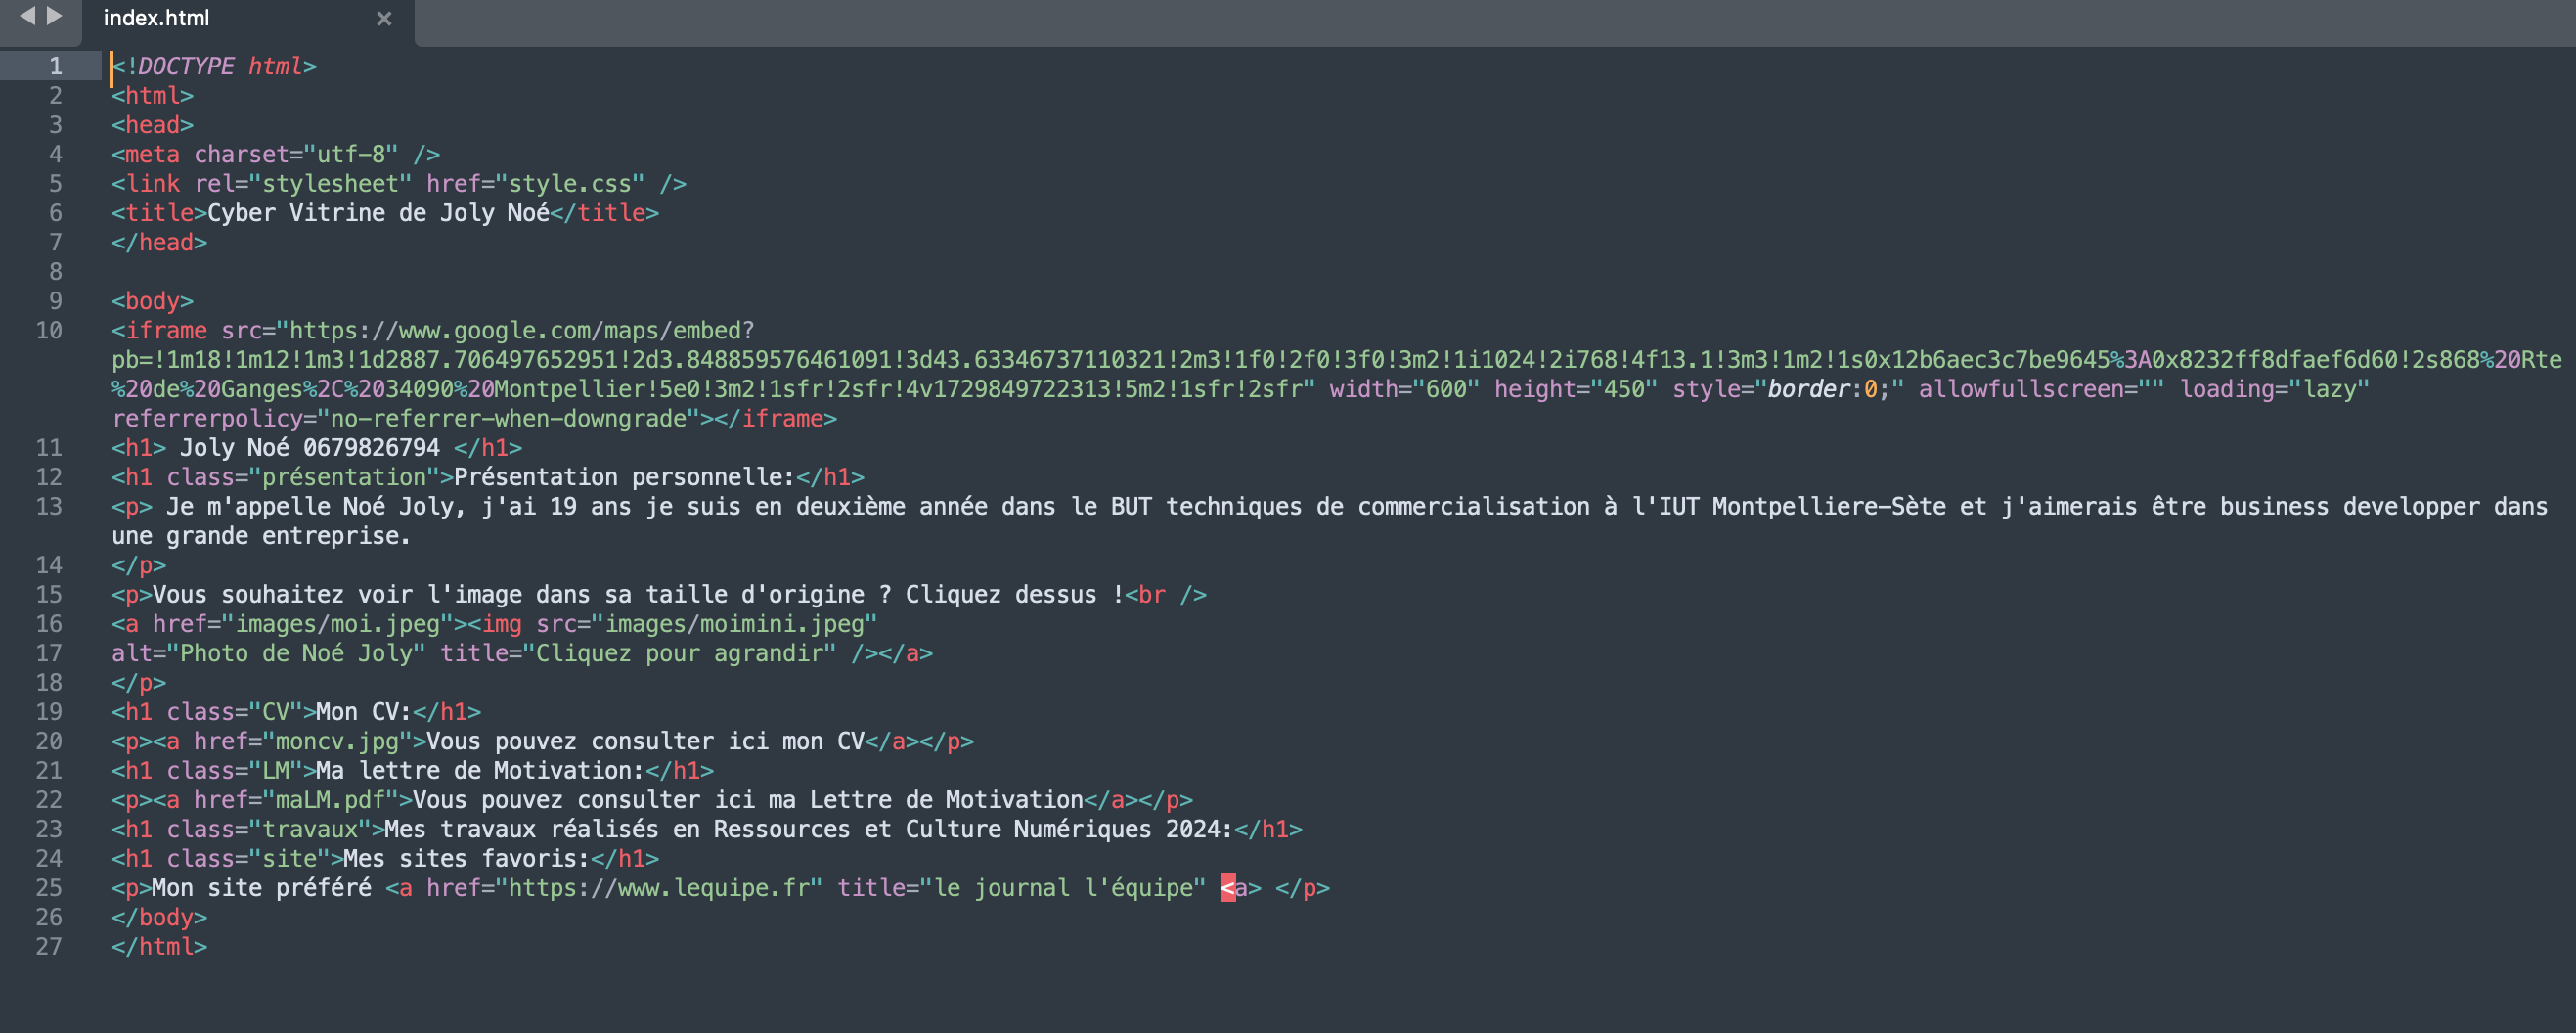 index.html ×
1 <!DOCTYPE html>
2 <html>
3 <head>
4 <meta charset="utf-8" />
5 <link rel="stylesheet" href="style.css" />
6 <title>Cyber Vitrine de Joly Noé</title>
7 </head>
8
9 <body>
10 <iframe src="https://www.google.com/maps/embed?
pb=!1m18!1m12!1m3!1d2887.706497652951!2d3.848859576461091!3d43.63346737110321!2m3!1f0!2f0!3f0!3m2!1i1024!2i768!4f13.1!3m3!1m2!1s0x12b6aec3c7be9645%3A0x8232ff8dfaef6d60!2s868%20Rte
%20de%20Ganges%2C%2034090%20Montpellier!5e0!3m2!1sfr!2sfr!4v1729849722313!5m2!1sfr!2sfr" width="600" height="450" style="border:0;" allowfullscreen="" loading="lazy"
referrerpolicy="no-referrer-when-downgrade"></iframe>
11 <h1> Joly Noé 0679826794 </h1>
12 <h1 class="présentation">Présentation personnelle:</h1>
13 <p> Je m'appelle Noé Joly, j'ai 19 ans je suis en deuxième année dans le BUT techniques de commercialisation à l'IUT Montpelliere-Sète et j'aimerais être business developper dans
une grande entreprise.
14 </p>
15 <p>Vous souhaitez voir l'image dans sa taille d'origine ? Cliquez dessus !<br />
16 <a href="images/moi.jpeg"><img src="images/moimini.jpeg"
17 alt="Photo de Noé Joly" title="Cliquez pour agrandir" /></a>
18 </p>
19 <h1 class="CV">Mon CV:</h1>
20 <p><a href="moncv.jpg">Vous pouvez consulter ici mon CV</a></p>
21 <h1 class="LM">Ma lettre de Motivation:</h1>
22 <p><a href="maLM.pdf">Vous pouvez consulter ici ma Lettre de Motivation</a></p>
23 <h1 class="travaux">Mes travaux réalisés en Ressources et Culture Numériques 2024:</h1>
24 <h1 class="site">Mes sites favoris:</h1>
25 <p>Mon site préféré <a href="https://www.lequipe.fr" title="le journal l'équipe" <a> </p>
26 </body>
27 </html>